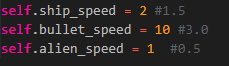 self.ship_speed = 2 #1.5
self.bullet_speed = 10 #3.0
self.alien_speed = 1  #0.5